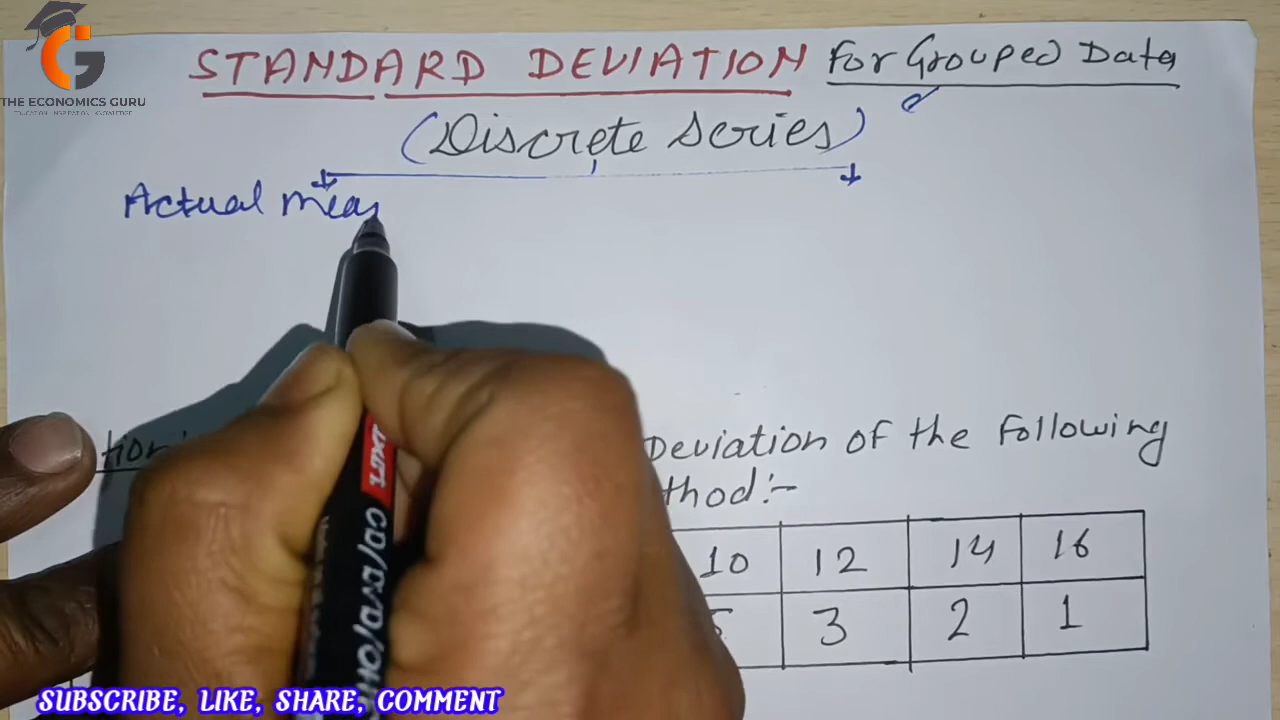 THE ECONOMICS GURU
STANDARD DEVIATION For Grouped Data
(Discrete Series)
Actual mea
Deviation of the Following
thod:-
10 12 14 16
3 2 1
SUBSCRIBE, LIKE, SHARE, COMMENT